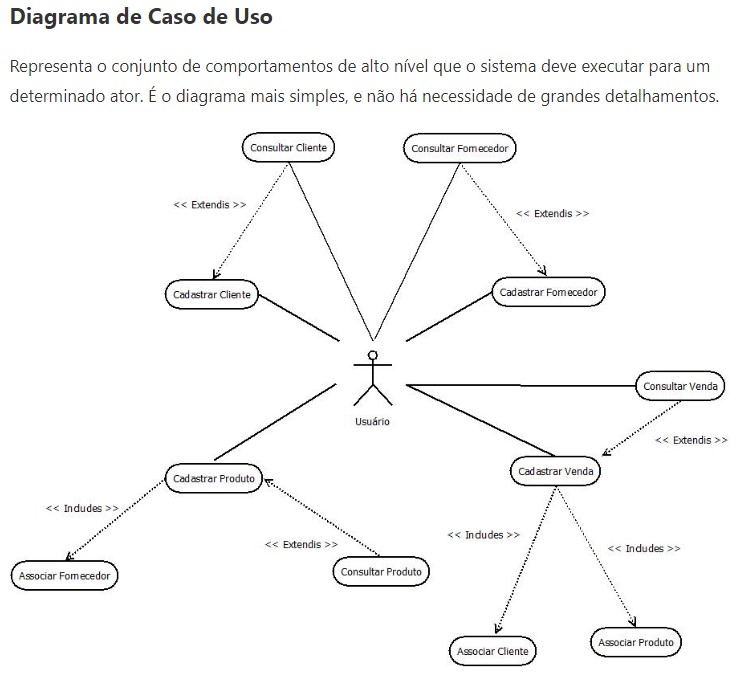 Diagrama de Caso de Uso
Representa o conjunto de comportamentos de alto nível que o sistema deve executar para um
determinado ator. É o diagrama mais simples, e não há necessidade de grandes detalhamentos.
Consultar Cliente
Consultar Fornecedor
<< Extendis >>
<< Extendis >>
Cadastrar Cliente
Cadastrar Fornecedor
Consultar Venda
Usuário
<< Extendis >>
Cadastrar Produto
Cadastrar Venda
<< Includes >>
<< Includes >>
<< Extendis >>
<< Includes >>
Associar Fornecedor
Consultar Produto
Associar Cliente
Associar Produto